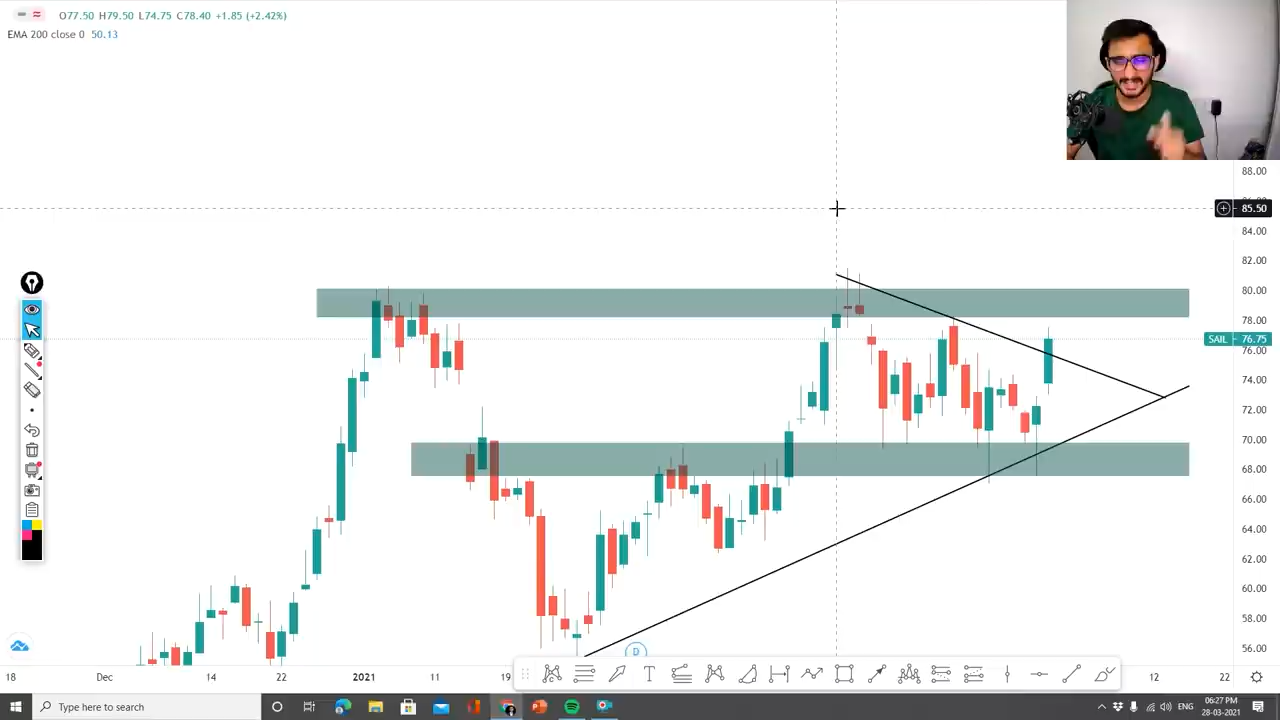 O77.50 H79.50 L74.75 C78.40 +1.85 (+2.42%)
EMA 200 close 0 50.13
88.00
85.50
84.00
82.00
80.00
78.00
SAIL 76.75
76.00
74.00
72.00
70.00
68.00
66.00
64.00
62.00
60.00
58.00
56.00
D
T
18 Dec 14 22 2021 11 19 12 22
Type here to search
06:27 PM
28-03-2021